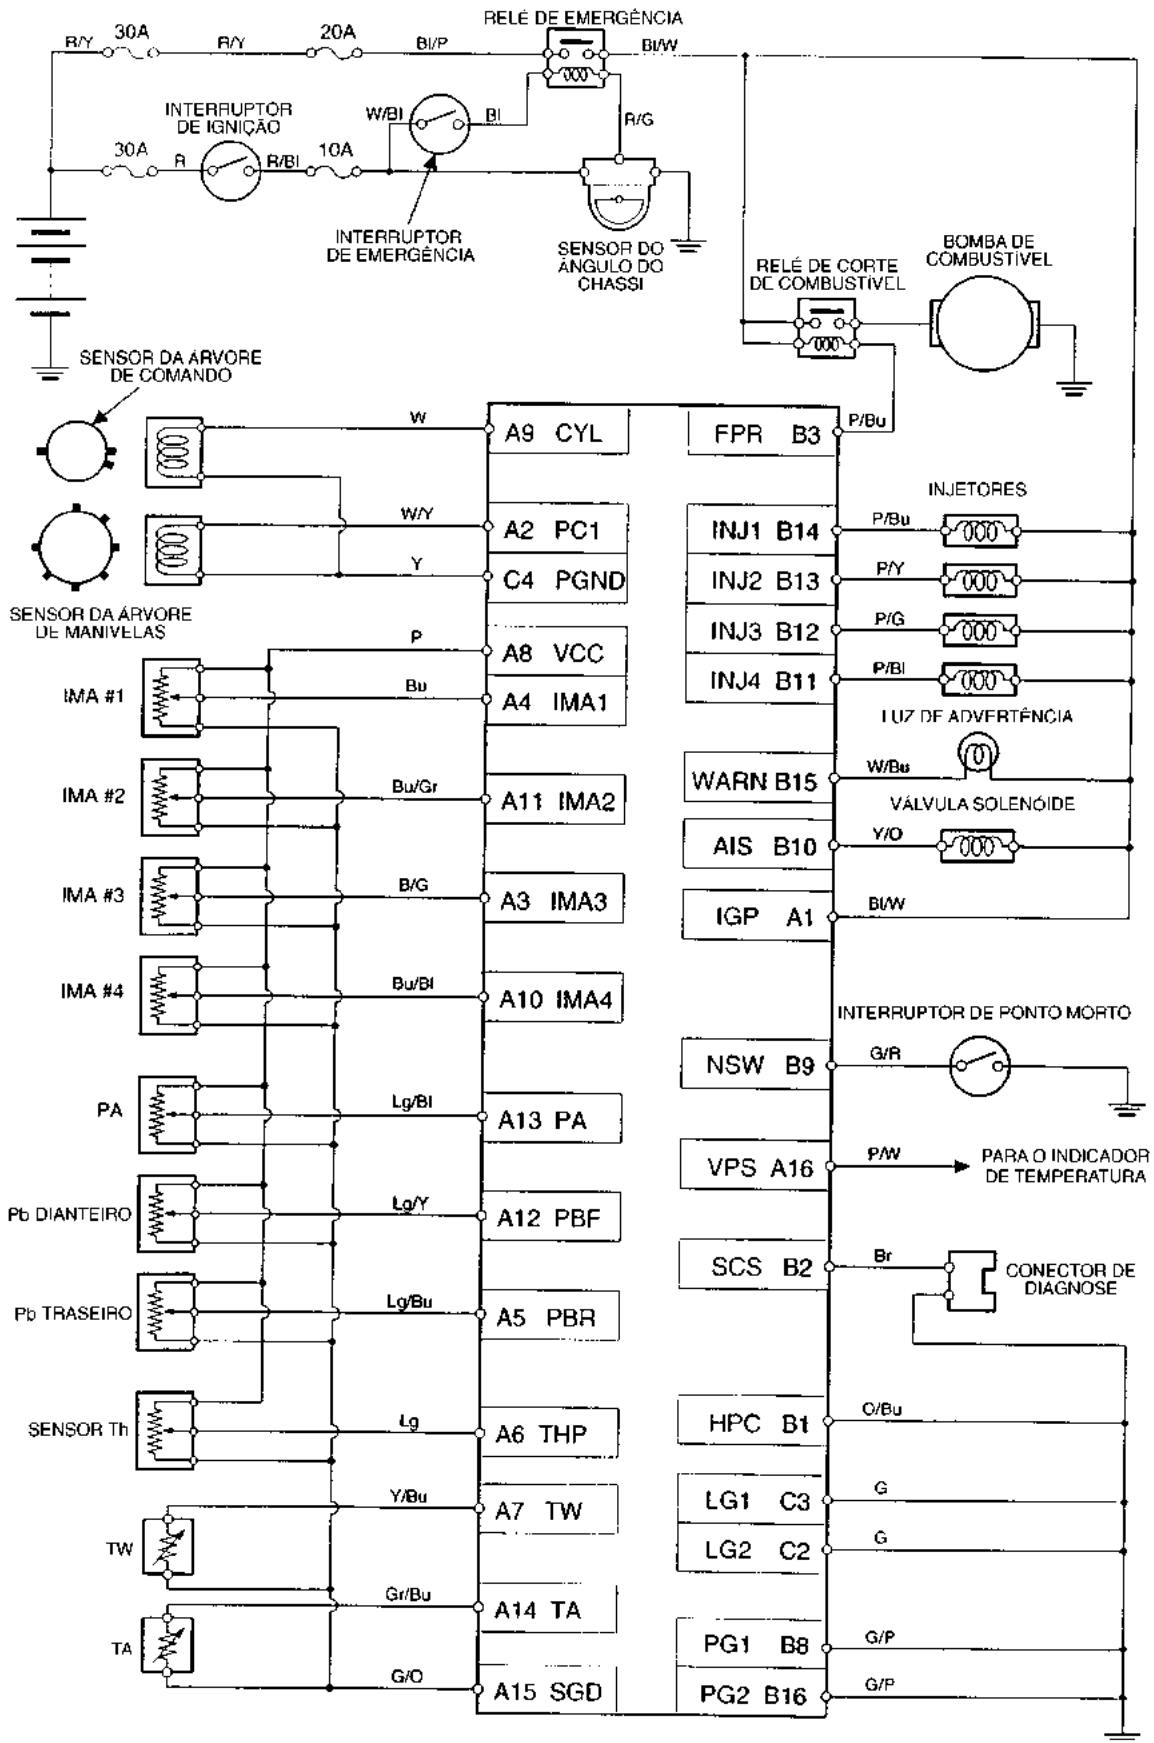 RELÉ DE EMERGÊNCIA
30A
20A
R/Y
R/Y
Bl/P
Bl/W
INTERRUPTOR
DE IGNIÇÃO
W/Bl
Bl
R/G
30A
R
R/Bl
10A
INTERRUPTOR
DE EMERGÊNCIA
SENSOR DO
ÂNGULO DO
CHASSI
RELÉ DE CORTE
DE COMBUSTÍVEL
BOMBA DE
COMBUSTÍVEL
SENSOR DA ÁRVORE
DE COMANDO
W
A9 CYL
FPR B3
P/Bu
INJETORES
W/Y
A2 PC1
INJ1 B14
P/Bu
Y
C4 PGND
INJ2 B13
P/Y
SENSOR DA ÁRVORE
DE MANIVELAS
P
A8 VCC
INJ3 B12
P/G
IMA #1
Bu
A4 IMA1
INJ4 B11
P/Bl
LUZ DE ADVERTÊNCIA
IMA #2
Bu/Gr
A11 IMA2
WARN B15
W/Bu
VÁLVULA SOLENÓIDE
AIS B10
Y/O
IMA #3
B/G
A3 IMA3
IGP A1
Bl/W
IMA #4
Bu/Bl
A10 IMA4
INTERRUPTOR DE PONTO MORTO
NSW B9
G/R
PA
Lg/Bl
A13 PA
VPS A16
P/W
PARA O INDICADOR
DE TEMPERATURA
Pb DIANTEIRO
Lg/Y
A12 PBF
SCS B2
Br
CONECTOR DE
DIAGNOSE
Pb TRASEIRO
Lg/Bu
A5 PBR
SENSOR Th
Lg
A6 THP
HPC B1
O/Bu
Y/Bu
A7 TW
LG1 C3
G
TW
LG2 C2
G
Gr/Bu
A14 TA
TA
PG1 B8
G/P
G/O
A15 SGD
PG2 B16
G/P